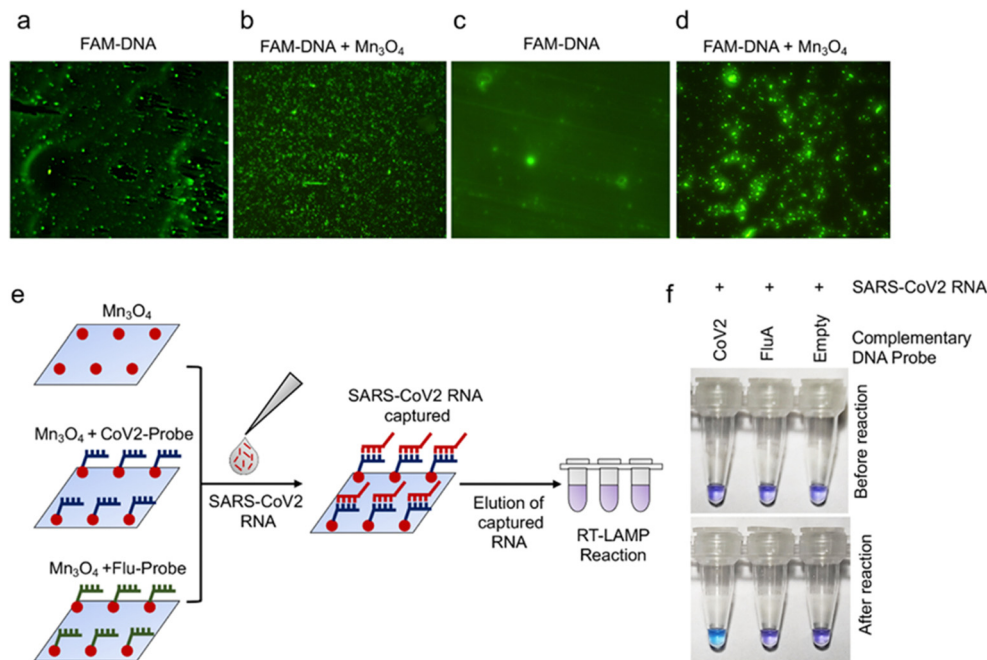 a
FAM-DNA
b
FAM-DNA + Mn₃O₄
c
FAM-DNA
d
FAM-DNA + Mn₃O₄
e
Mn₃O₄
Mn₃O₄ + CoV2-Probe
Mn₃O₄ +Flu-Probe
SARS-CoV2
RNA
SARS-CoV2 RNA
captured
Elution of
captured
RNA
RT-LAMP
Reaction
f
+ + + SARS-CoV2 RNA
CoV2
FluA
Empty
Complementary
DNA Probe
Before reaction
After reaction